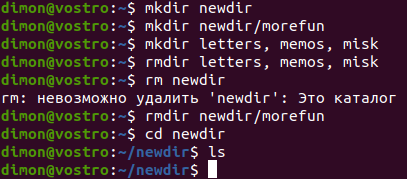 dimon@vostro:~$ mkdir newdir
dimon@vostro:~$ mkdir newdir/morefun
dimon@vostro:~$ mkdir letters, memos, misk
dimon@vostro:~$ rmdir letters, memos, misk
dimon@vostro:~$ rm newdir
rm: невозможно удалить 'newdir': Это каталог
dimon@vostro:~$ rmdir newdir/morefun
dimon@vostro:~$ cd newdir
dimon@vostro:~/newdir$ ls
dimon@vostro:~/newdir$